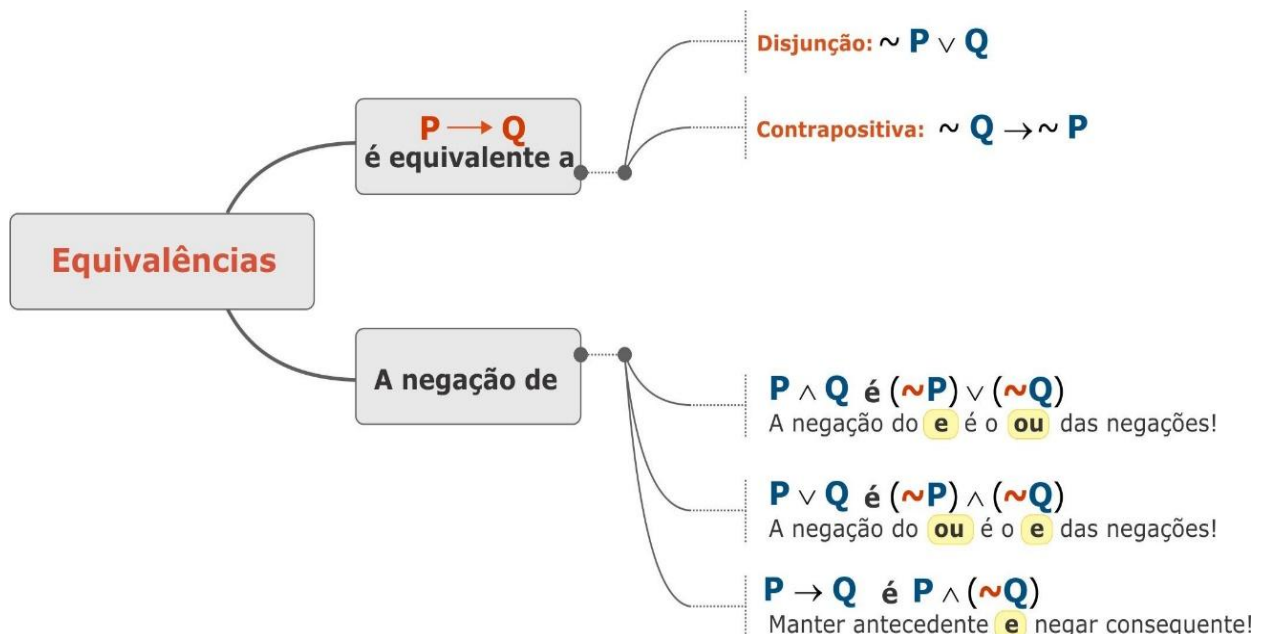 Equivalências
P → Q
é equivalente a
Disjunção: ~ P ∨ Q
Contrapositiva: ~ Q → ~ P
A negação de
P ∧ Q é (~P) ∨ (~Q)
A negação do e é o ou das negações!
P ∨ Q é (~P) ∧ (~Q)
A negação do ou é o e das negações!
P → Q é P ∧ (~Q)
Manter antecedente e negar consequente!